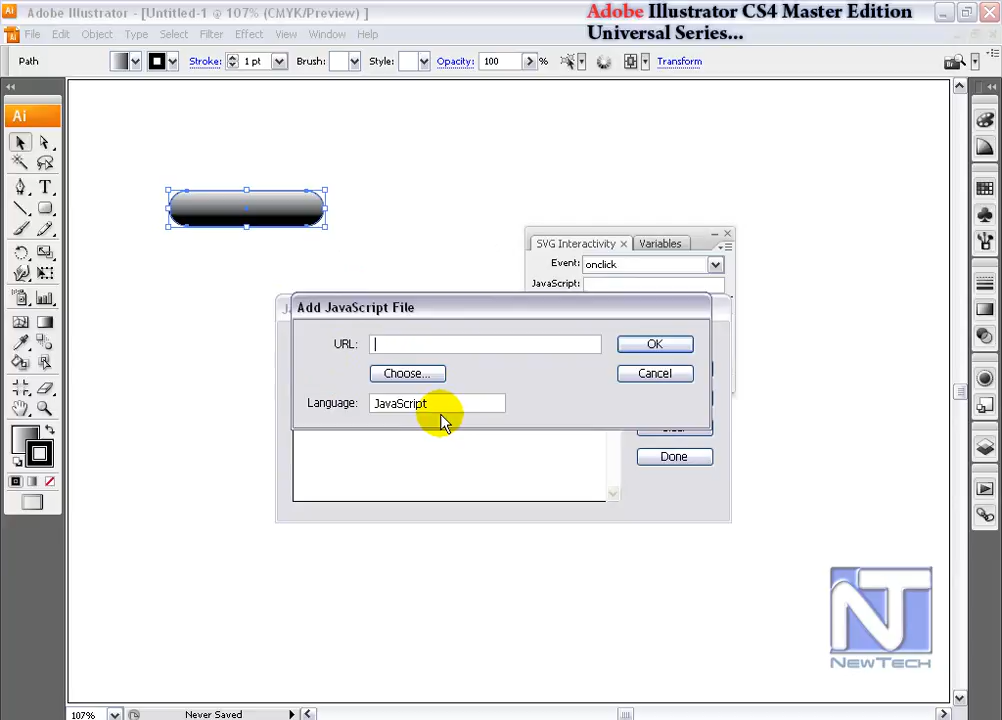 Adobe Illustrator - [Untitled-1 @ 107% (CMYK/Preview) ]
Adobe Illustrator CS4 Master Edition
Universal Series...
File Edit Object Type Select Filter Effect View Window Help
Path Stroke: 1 pt Brush: Style: Opacity: 100 % Transform
Ai
SVG Interactivity Variables
Event: onclick
JavaScript:
Add JavaScript File
URL:
OK
Choose...
Cancel
Language: JavaScript
Done
NewTech
107% Never Saved